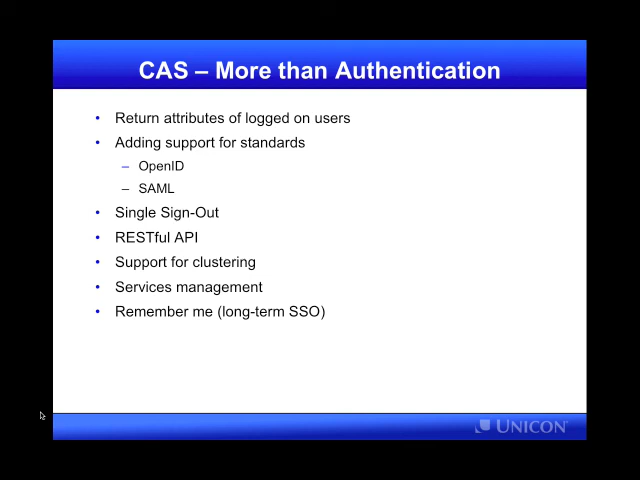 CAS – More than Authentication
• Return attributes of logged on users
• Adding support for standards
– OpenID
– SAML
• Single Sign-Out
• RESTful API
• Support for clustering
• Services management
• Remember me (long-term SSO)
UNICON